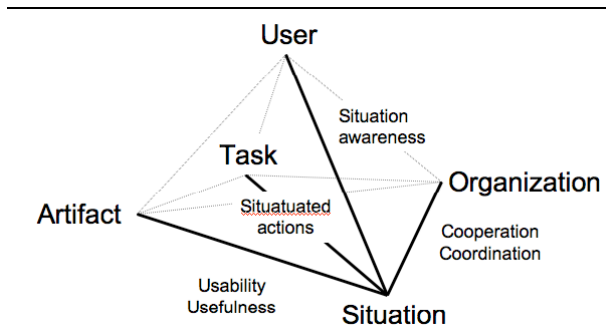 User
Situation
awareness
Task
Organization
Artifact
Situatuated
actions
Cooperation
Coordination
Usability
Usefulness
Situation